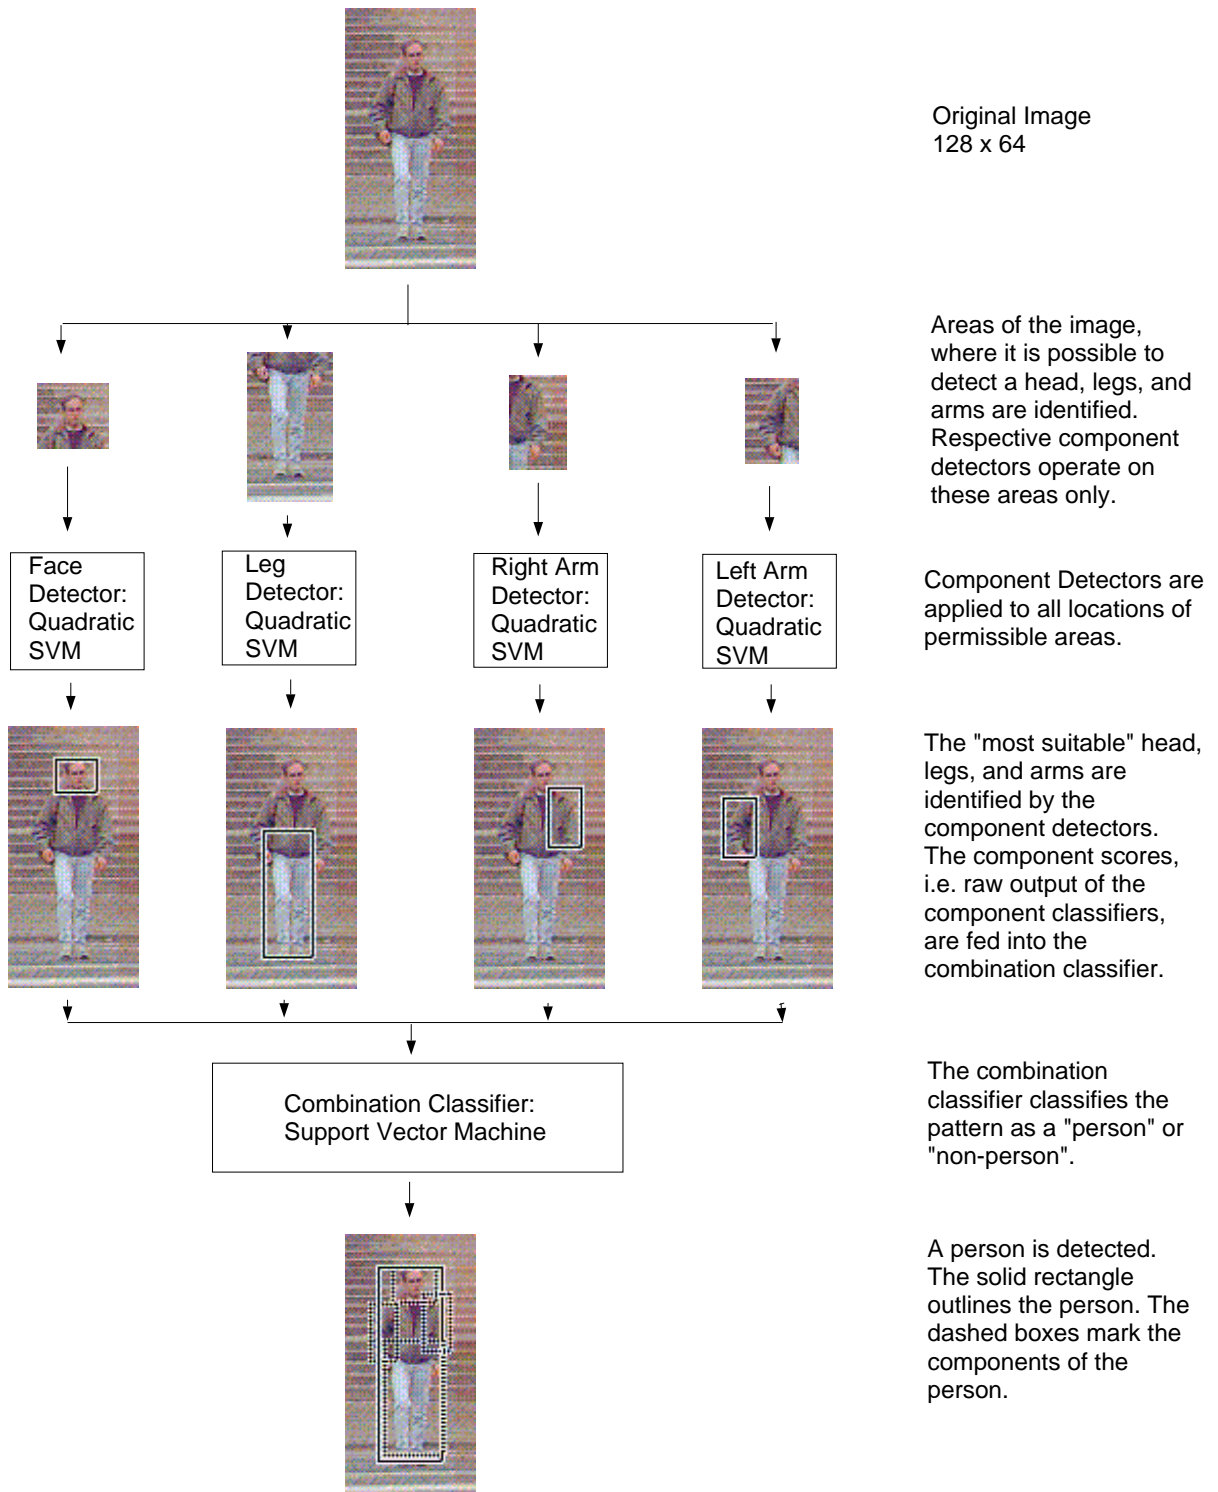 Original Image
128 x 64
Areas of the image,
where it is possible to
detect a head, legs, and
arms are identified.
Respective component
detectors operate on
these areas only.
Face
Detector:
Quadratic
SVM
Leg
Detector:
Quadratic
SVM
Right Arm
Detector:
Quadratic
SVM
Left Arm
Detector:
Quadratic
SVM
Component Detectors are
applied to all locations of
permissible areas.
The "most suitable" head,
legs, and arms are
identified by the
component detectors.
The component scores,
i.e. raw output of the
component classifiers,
are fed into the
combination classifier.
Combination Classifier:
Support Vector Machine
The combination
classifier classifies the
pattern as a "person" or
"non-person".
A person is detected.
The solid rectangle
outlines the person. The
dashed boxes mark the
components of the
person.